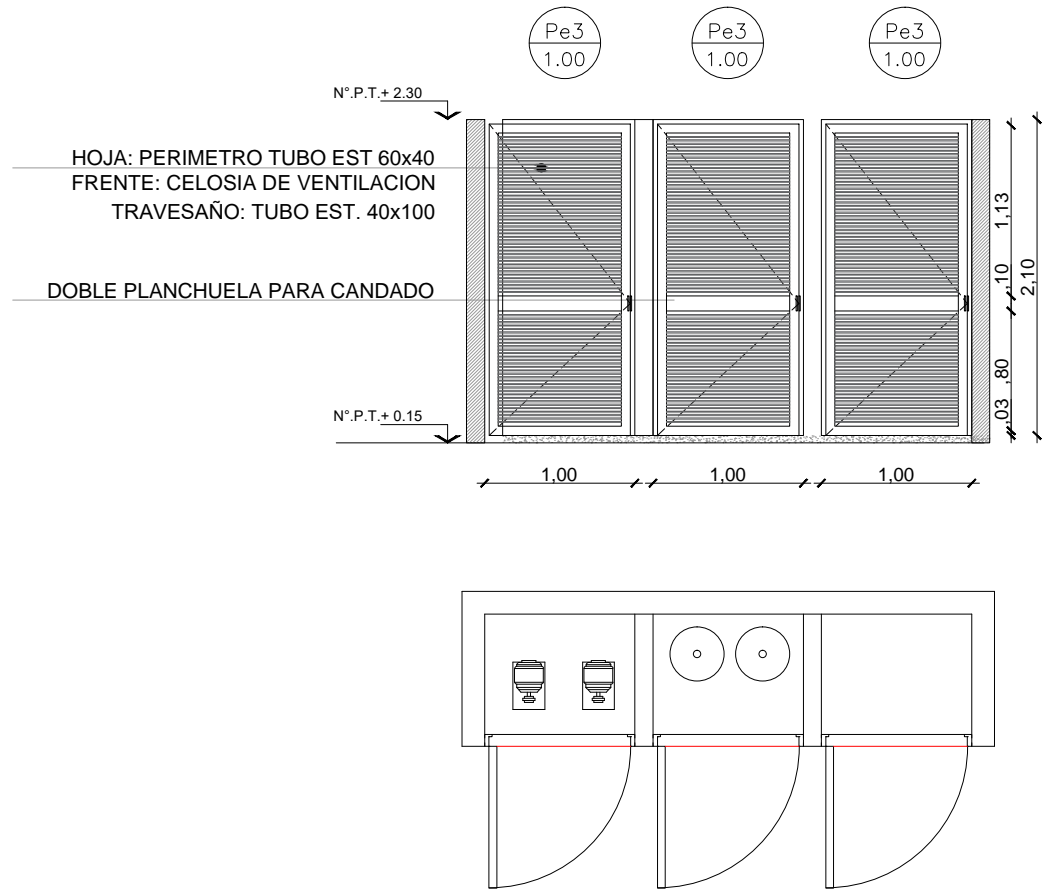 Pe3
1.00
Pe3
1.00
Pe3
1.00
N°.P.T.+ 2.30
HOJA: PERIMETRO TUBO EST 60x40
FRENTE: CELOSIA DE VENTILACION
TRAVESAÑO: TUBO EST. 40x100
DOBLE PLANCHUELA PARA CANDADO
N°.P.T.+ 0.15
1,13
,10
2,10
,80
,03
1,00
1,00
1,00